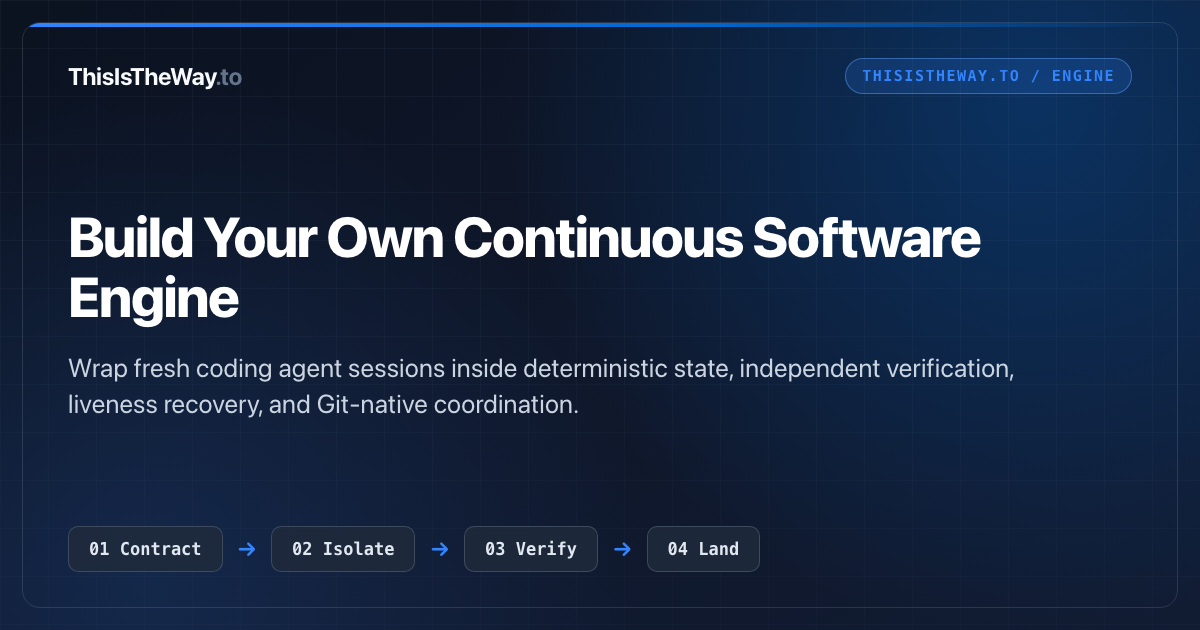 ThisIsTheWay.to
THISISTHEWAY.TO / ENGINE
Build Your Own Continuous Software
Engine
Wrap fresh coding agent sessions inside deterministic state, independent verification,
liveness recovery, and Git-native coordination.
01 Contract → 02 Isolate → 03 Verify → 04 Land